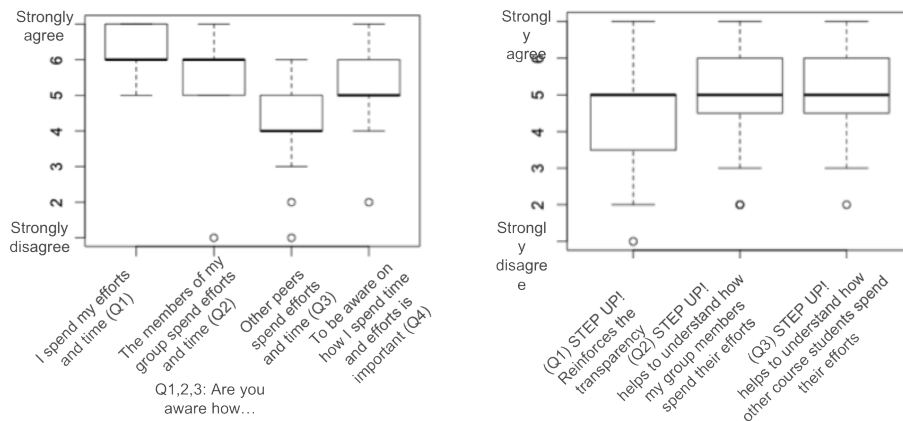 Strongly
agree
6
5
4
3
2
Strongly
disagree
I spend my efforts
and time (Q1)
The members of my
group spend efforts
and time (Q2)
Other peers
spend efforts
and time (Q3)
To be aware on
how I spend time
and efforts is
important (Q4)
Q1,2,3: Are you
aware how…
Strongl
y
agree
6
5
4
3
2
Strongl
y
disagre
e
(Q1) STEP UP!
Reinforces the
transparency
(Q2) STEP UP!
helps to understand how
my group members
spend their efforts
(Q3) STEP UP!
helps to understand how
other course students spend
their efforts